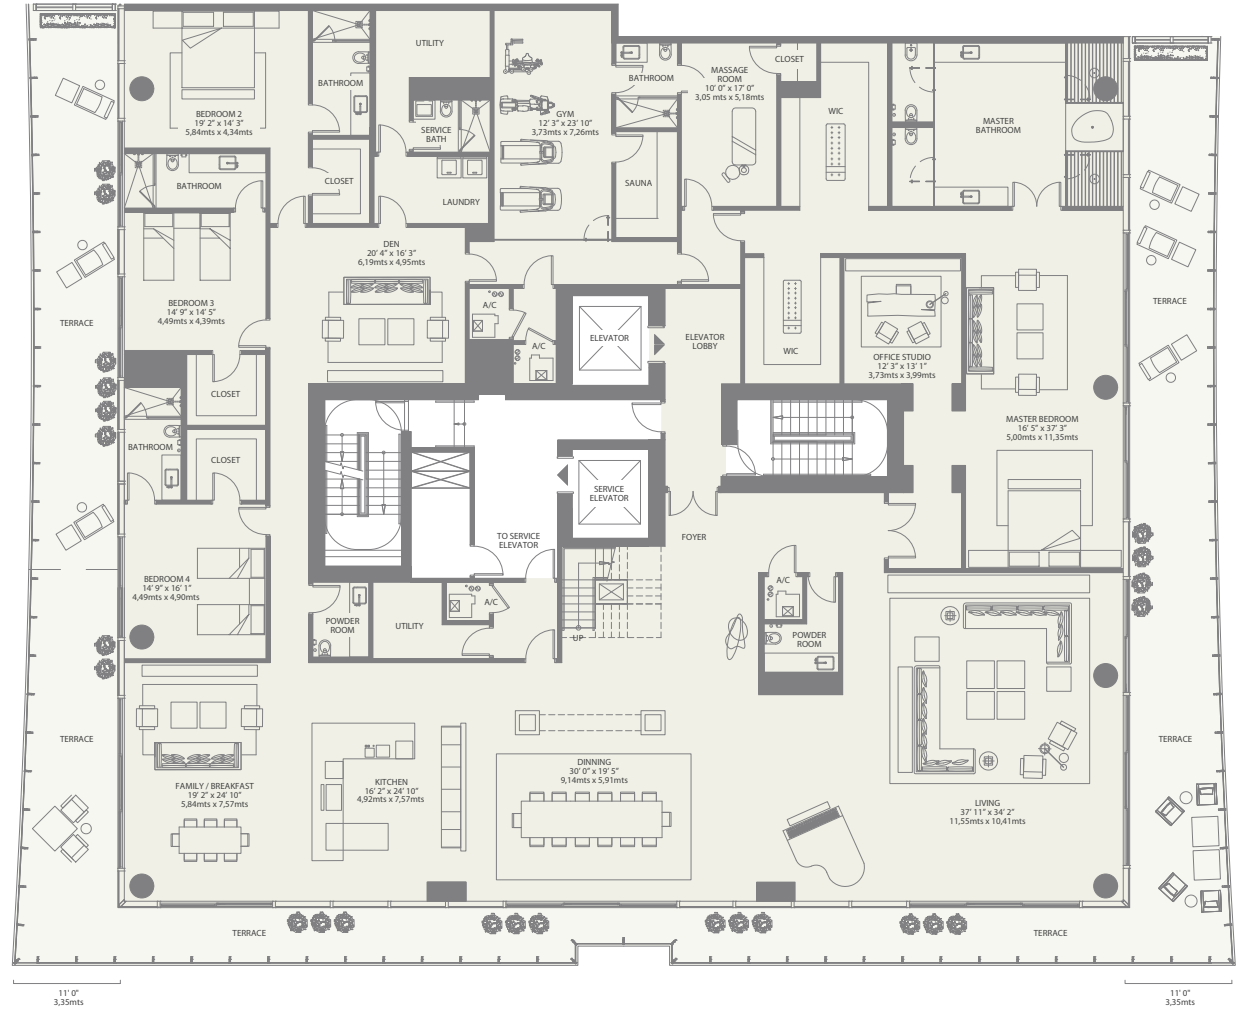 UTILITY
BATHROOM
BEDROOM 2
19' 2" x 14' 3"
5,84mts x 4,34mts
SERVICE
BATH
GYM
12' 3" x 23' 10"
3,73mts x 7,26mts
BATHROOM
MASSAGE
ROOM
10' 0" x 17' 0"
3,05 mts x 5,18mts
CLOSET
WIC
MASTER
BATHROOM
BATHROOM
CLOSET
LAUNDRY
SAUNA
DEN
20' 4" x 16' 3"
6,19mts x 4,95mts
BEDROOM 3
14' 9" x 14' 5"
4,49mts x 4,39mts
TERRACE
A/C
A/C
ELEVATOR
ELEVATOR
LOBBY
WIC
OFFICE STUDIO
12' 3" x 13' 1"
3,73mts x 3,99mts
TERRACE
CLOSET
BATHROOM
CLOSET
MASTER BEDROOM
16' 5" x 37' 3"
5,00mts x 11,35mts
SERVICE
ELEVATOR
TO SERVICE
ELEVATOR
FOYER
BEDROOM 4
14' 9" x 16' 1"
4,49mts x 4,90mts
POWDER
ROOM
UTILITY
A/C
UP
A/C
POWDER
ROOM
TERRACE
TERRACE
FAMILY / BREAKFAST
19' 2" x 24' 10"
5,84mts x 7,57mts
KITCHEN
16' 2" x 24' 10"
4,92mts x 7,57mts
DINNING
30' 0" x 19' 5"
9,14mts x 5,91mts
LIVING
37' 11" x 34' 2"
11,55mts x 10,41mts
TERRACE
TERRACE
11' 0"
3,35mts
11' 0"
3,35mts